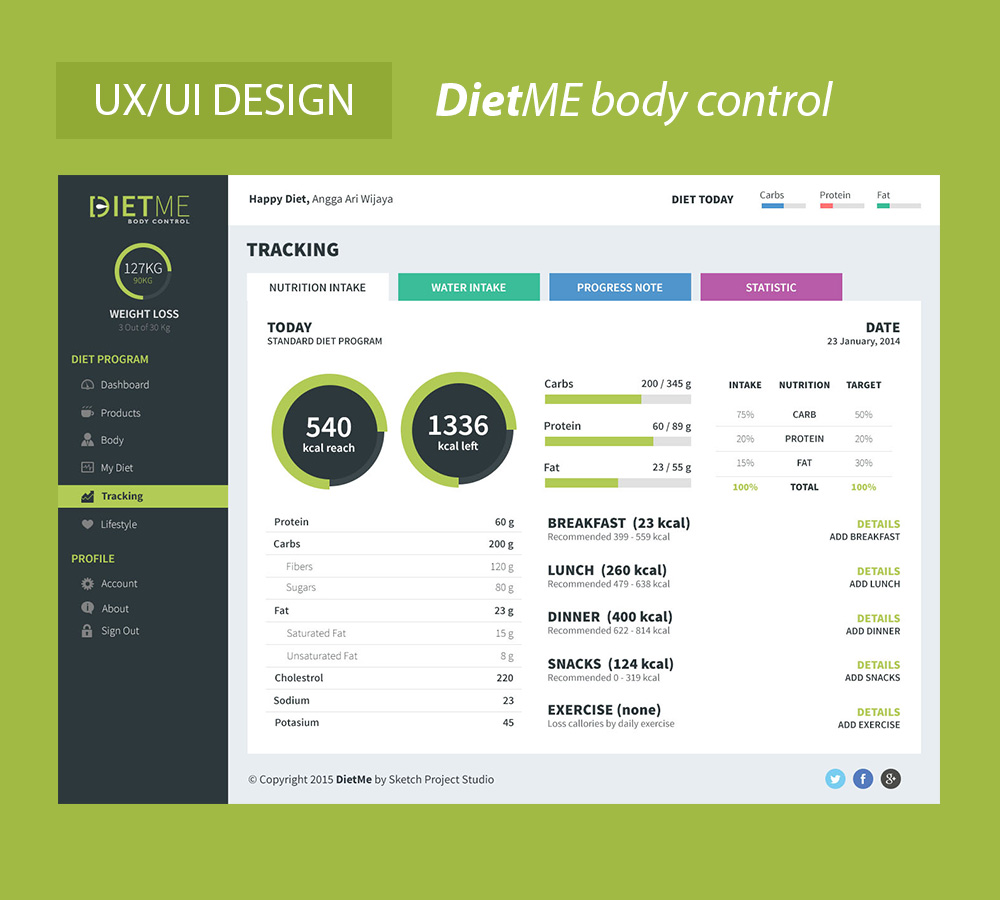 UX/UI DESIGN
DietME body control
DIETME
BODY CONTROL
127KG
90KG
WEIGHT LOSS
3 Out of 30 Kg
DIET PROGRAM
Dashboard
Products
Body
My Diet
Tracking
Lifestyle
PROFILE
Account
About
Sign Out
Happy Diet, Angga Ari Wijaya
DIET TODAY
Carbs
Protein
Fat
TRACKING
NUTRITION INTAKE
WATER INTAKE
PROGRESS NOTE
STATISTIC
TODAY
STANDARD DIET PROGRAM
DATE
23 January, 2014
540
kcal reach
1336
kcal left
Carbs 200 / 345 g
Protein 60 / 89 g
Fat 23 / 55 g
INTAKE NUTRITION TARGET
75% CARB 50%
20% PROTEIN 20%
15% FAT 30%
100% TOTAL 100%
Protein 60 g
Carbs 200 g
Fibers 120 g
Sugars 80 g
Fat 23 g
Saturated Fat 15 g
Unsaturated Fat 8 g
Cholestrol 220
Sodium 23
Potasium 45
BREAKFAST (23 kcal) DETAILS
Recommended 399 - 559 kcal ADD BREAKFAST
LUNCH (260 kcal) DETAILS
Recommended 479 - 638 kcal ADD LUNCH
DINNER (400 kcal) DETAILS
Recommended 622 - 814 kcal ADD DINNER
SNACKS (124 kcal) DETAILS
Recommended 0 - 319 kcal ADD SNACKS
EXERCISE (none) DETAILS
Loss callories by daily exercise ADD EXERCISE
© Copyright 2015 DietMe by Sketch Project Studio